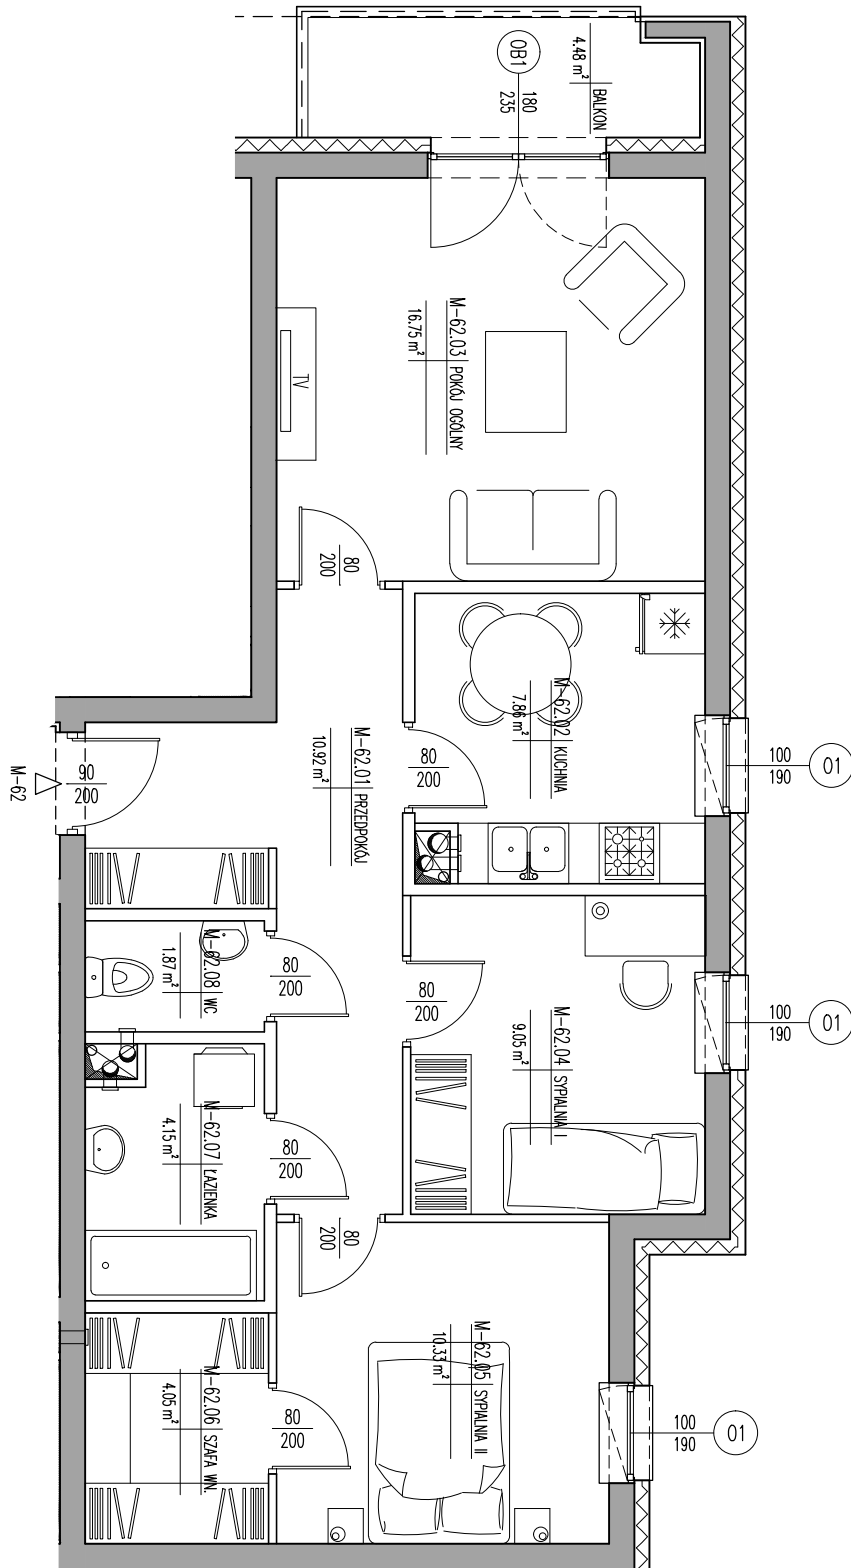 BALKON
4.48 m²
OB1
180
235
M-62.03 POKÓJ OGÓLNY
16.75 m²
TV
80
200
M-62.02 KUCHNIA
7.86 m²
100
190
O1
80
200
M-62.01 PRZEDPOKÓJ
10.92 m²
90
200
M-62
M-62.08 WC
1.87 m²
80
200
80
200
M-62.04 SYPIALNIA I
9.05 m²
100
190
O1
M-62.07 ŁAZIENKA
4.15 m²
80
200
80
200
M-62.05 SYPIALNIA II
10.33 m²
M-62.06 SZAFA WN.
4.05 m²
80
200
100
190
O1